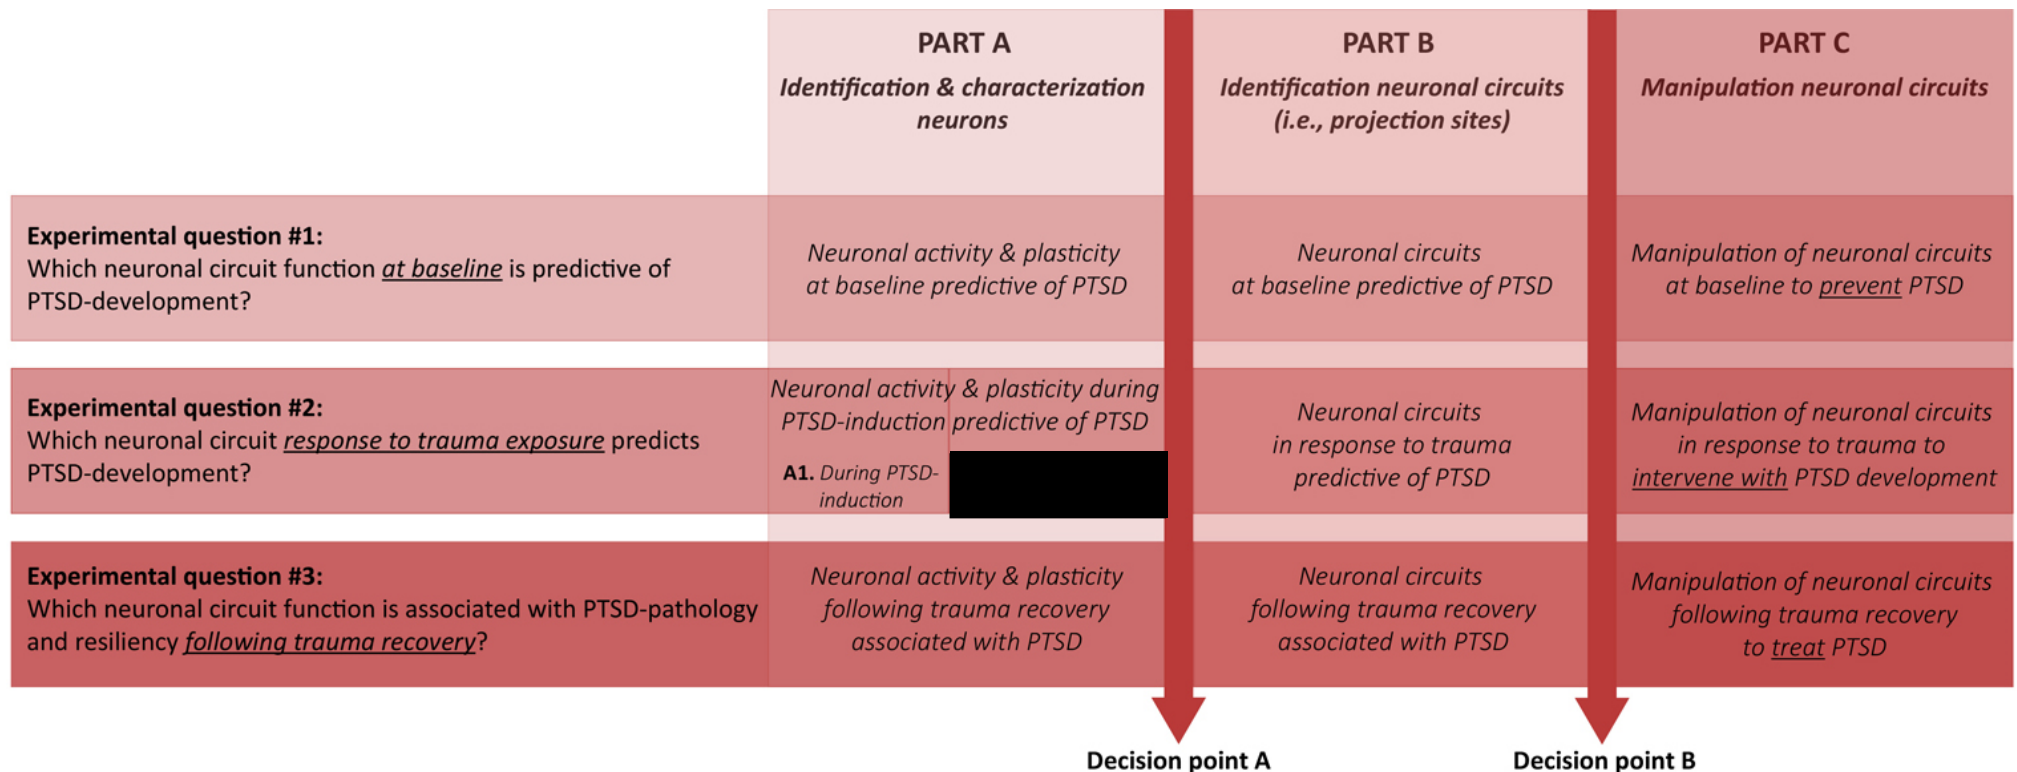 PART A
Identification & characterization
neurons
PART B
Identification neuronal circuits
(i.e., projection sites)
PART C
Manipulation neuronal circuits
Experimental question #1:
Which neuronal circuit function at baseline is predictive of
PTSD-development?
Neuronal activity & plasticity
at baseline predictive of PTSD
Neuronal circuits
at baseline predictive of PTSD
Manipulation of neuronal circuits
at baseline to prevent PTSD
Experimental question #2:
Which neuronal circuit response to trauma exposure predicts
PTSD-development?
Neuronal activity & plasticity during
PTSD-induction predictive of PTSD
A1. During PTSD-
induction
Neuronal circuits
in response to trauma
predictive of PTSD
Manipulation of neuronal circuits
in response to trauma to
intervene with PTSD development
Experimental question #3:
Which neuronal circuit function is associated with PTSD-pathology
and resiliency following trauma recovery?
Neuronal activity & plasticity
following trauma recovery
associated with PTSD
Neuronal circuits
following trauma recovery
associated with PTSD
Manipulation of neuronal circuits
following trauma recovery
to treat PTSD
Decision point A
Decision point B